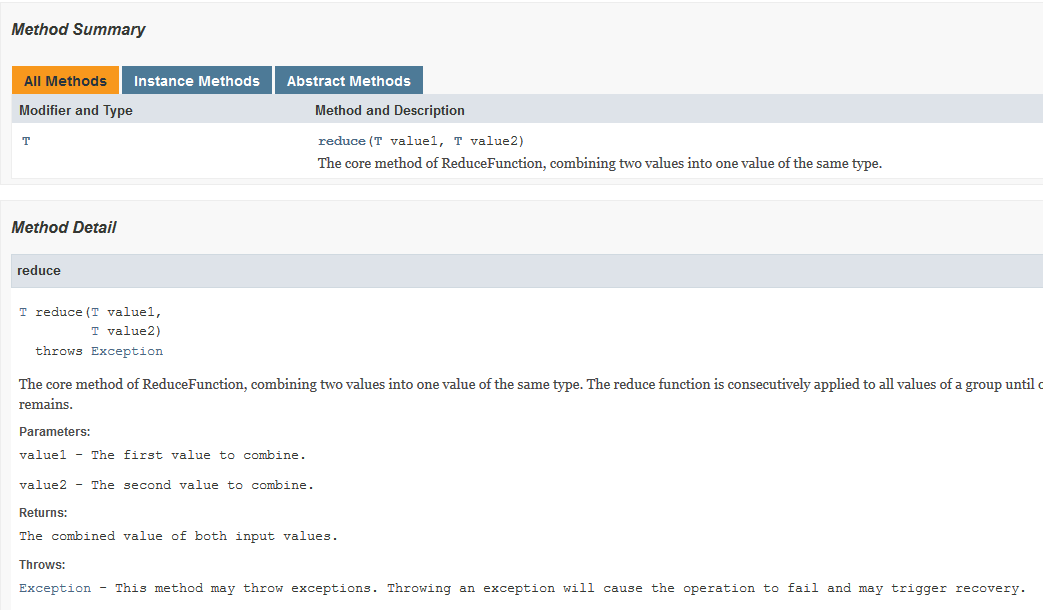 Method Summary
All Methods Instance Methods Abstract Methods
Modifier and Type Method and Description
T reduce(T value1, T value2)
The core method of ReduceFunction, combining two values into one value of the same type.
Method Detail
reduce
T reduce(T value1,
T value2)
throws Exception
The core method of ReduceFunction, combining two values into one value of the same type. The reduce function is consecutively applied to all values of a group until
remains.
Parameters:
value1 - The first value to combine.
value2 - The second value to combine.
Returns:
The combined value of both input values.
Throws:
Exception - This method may throw exceptions. Throwing an exception will cause the operation to fail and may trigger recovery.